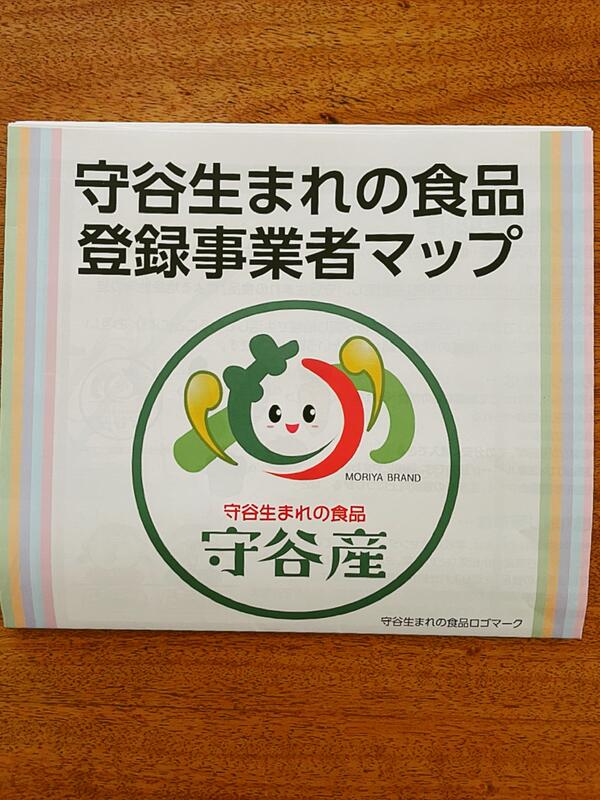 守谷生まれの食品
登録事業者マップ
MORIYA BRAND
守谷生まれの食品
守谷産
守谷生まれの食品ロゴマーク